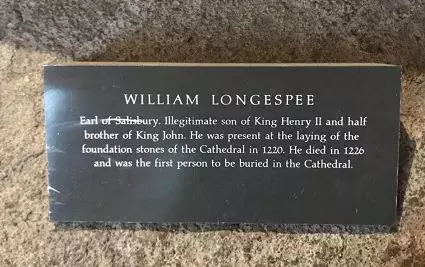 WILLIAM LONGESPEE
Earl of Salisbury. Illegitimate son of King Henry II and half
brother of King John. He was present at the laying of the
foundation stones of the Cathedral in 1220. He died in 1226
and was the first person to be buried in the Cathedral.